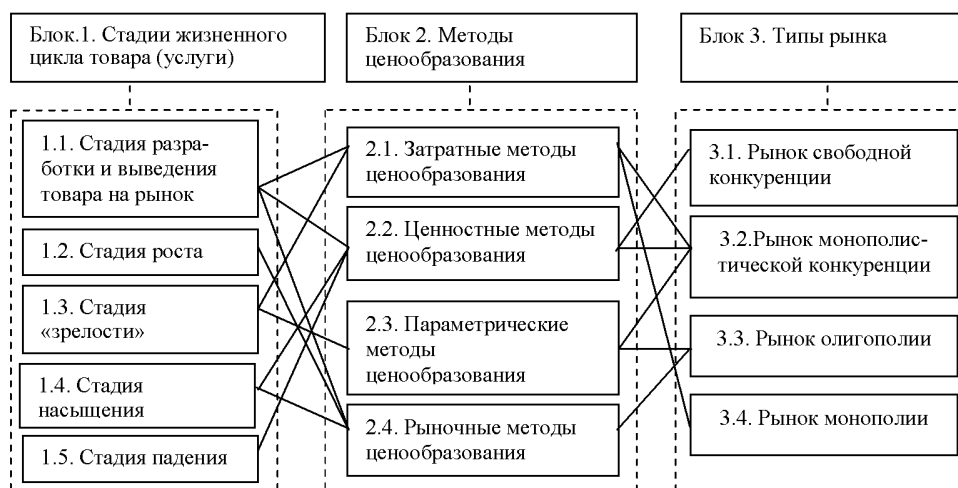 Блок.1. Стадии жизненного
цикла товара (услуги)
Блок 2. Методы
ценообразования
Блок 3. Типы рынка
1.1. Стадия разра-
ботки и выведения
товара на рынок
1.2. Стадия роста
1.3. Стадия
«зрелости»
1.4. Стадия
насыщения
1.5. Стадия падения
2.1. Затратные методы
ценообразования
2.2. Ценностные методы
ценообразования
2.3. Параметрические
методы
ценообразования
2.4. Рыночные методы
ценообразования
3.1. Рынок свободной
конкуренции
3.2.Рынок монополис-
тической конкуренции
3.3. Рынок олигополии
3.4. Рынок монополии